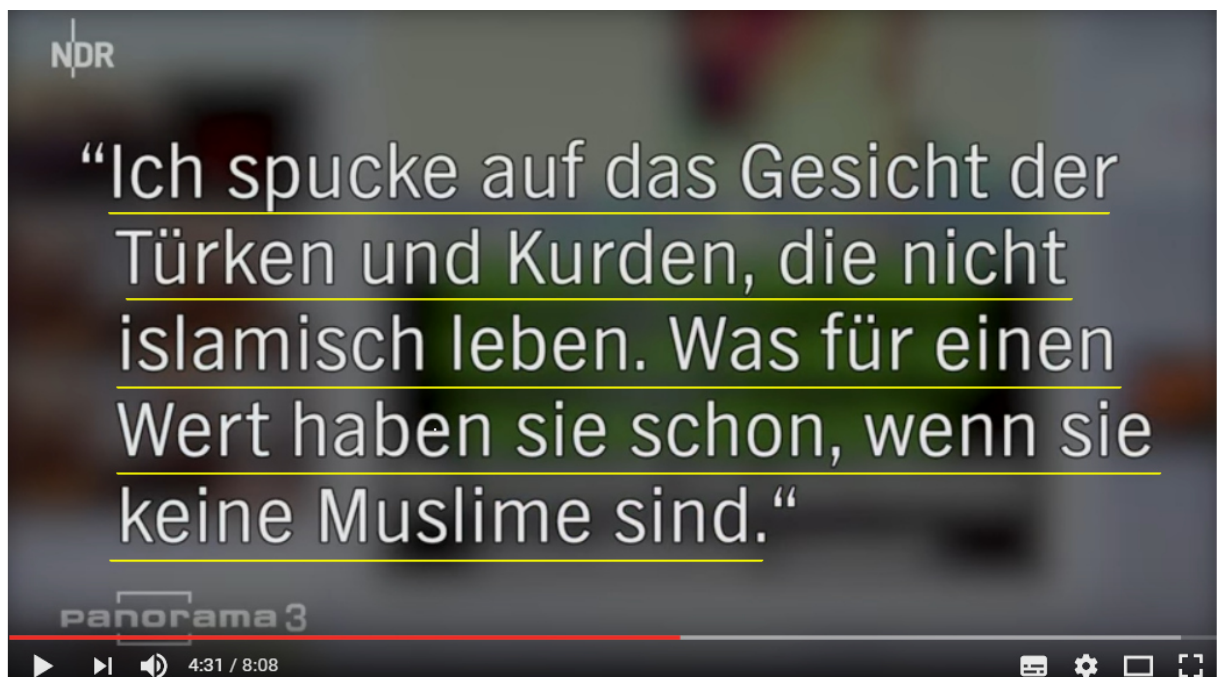 NDR
“Ich spucke auf das Gesicht der
Türken und Kurden, die nicht
islamisch leben. Was für einen
Wert haben sie schon, wenn sie
keine Muslime sind.“
panorama 3
4:31 / 8:08